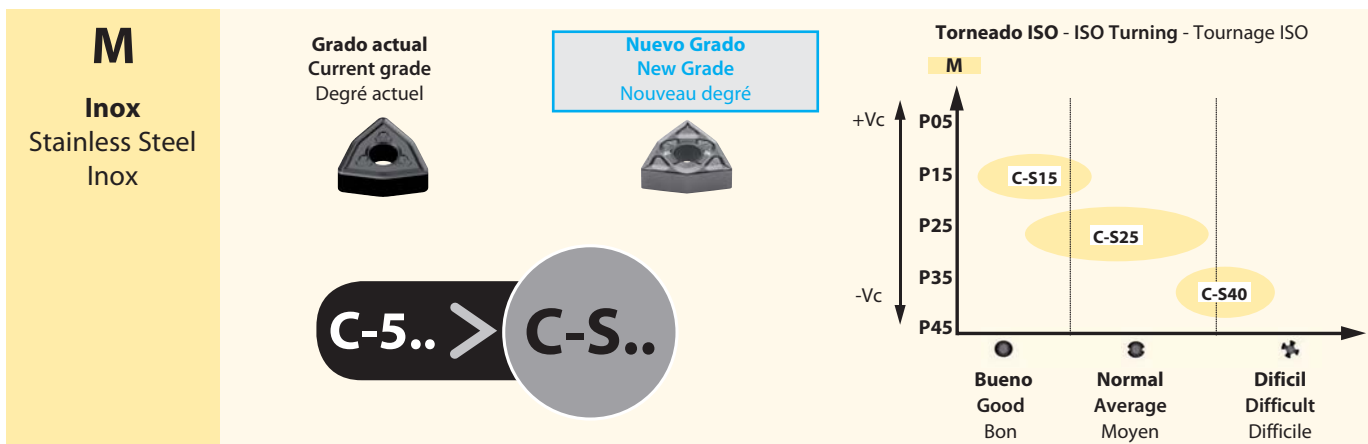 M
Inox
Stainless Steel
Inox
Grado actual
Current grade
Degré actuel
Nuevo Grado
New Grade
Nouveau degré
C-5.. > C-S..
Torneado ISO - ISO Turning - Tournage ISO
M
+Vc
-Vc
P05
P15
P25
P35
P45
C-S15
C-S25
C-S40
Bueno
Good
Bon
Normal
Average
Moyen
Dificil
Difficult
Difficile